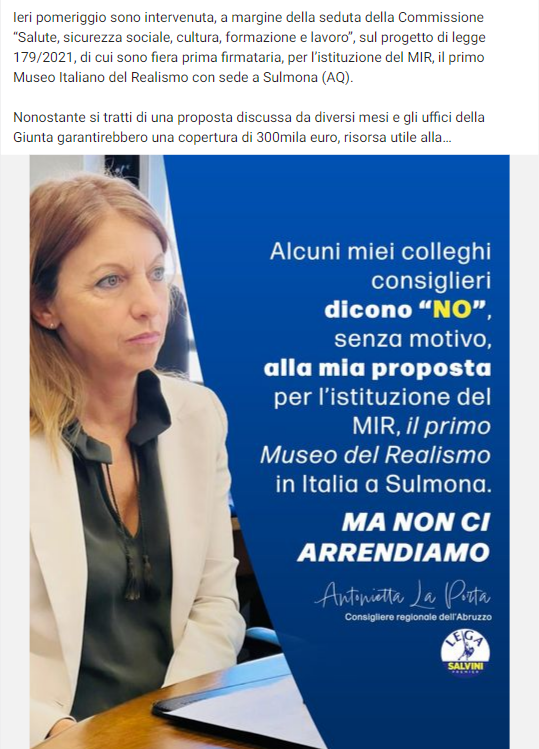 Ieri pomeriggio sono intervenuta, a margine della seduta della Commissione
“Salute, sicurezza sociale, cultura, formazione e lavoro”, sul progetto di legge
179/2021, di cui sono fiera prima firmataria, per l’istituzione del MIR, il primo
Museo Italiano del Realismo con sede a Sulmona (AQ).
Nonostante si tratti di una proposta discussa da diversi mesi e gli uffici della
Giunta garantirebbero una copertura di 300mila euro, risorsa utile alla…
Alcuni miei colleghi
consiglieri
dicono “NO”,
senza motivo,
alla mia proposta
per l’istituzione del
MIR, il primo
Museo del Realismo
in Italia a Sulmona.
MA NON CI
ARRENDIAMO
Antonietta La Porta
Consigliere regionale dell’Abruzzo
LEGA
SALVINI
PREMIER